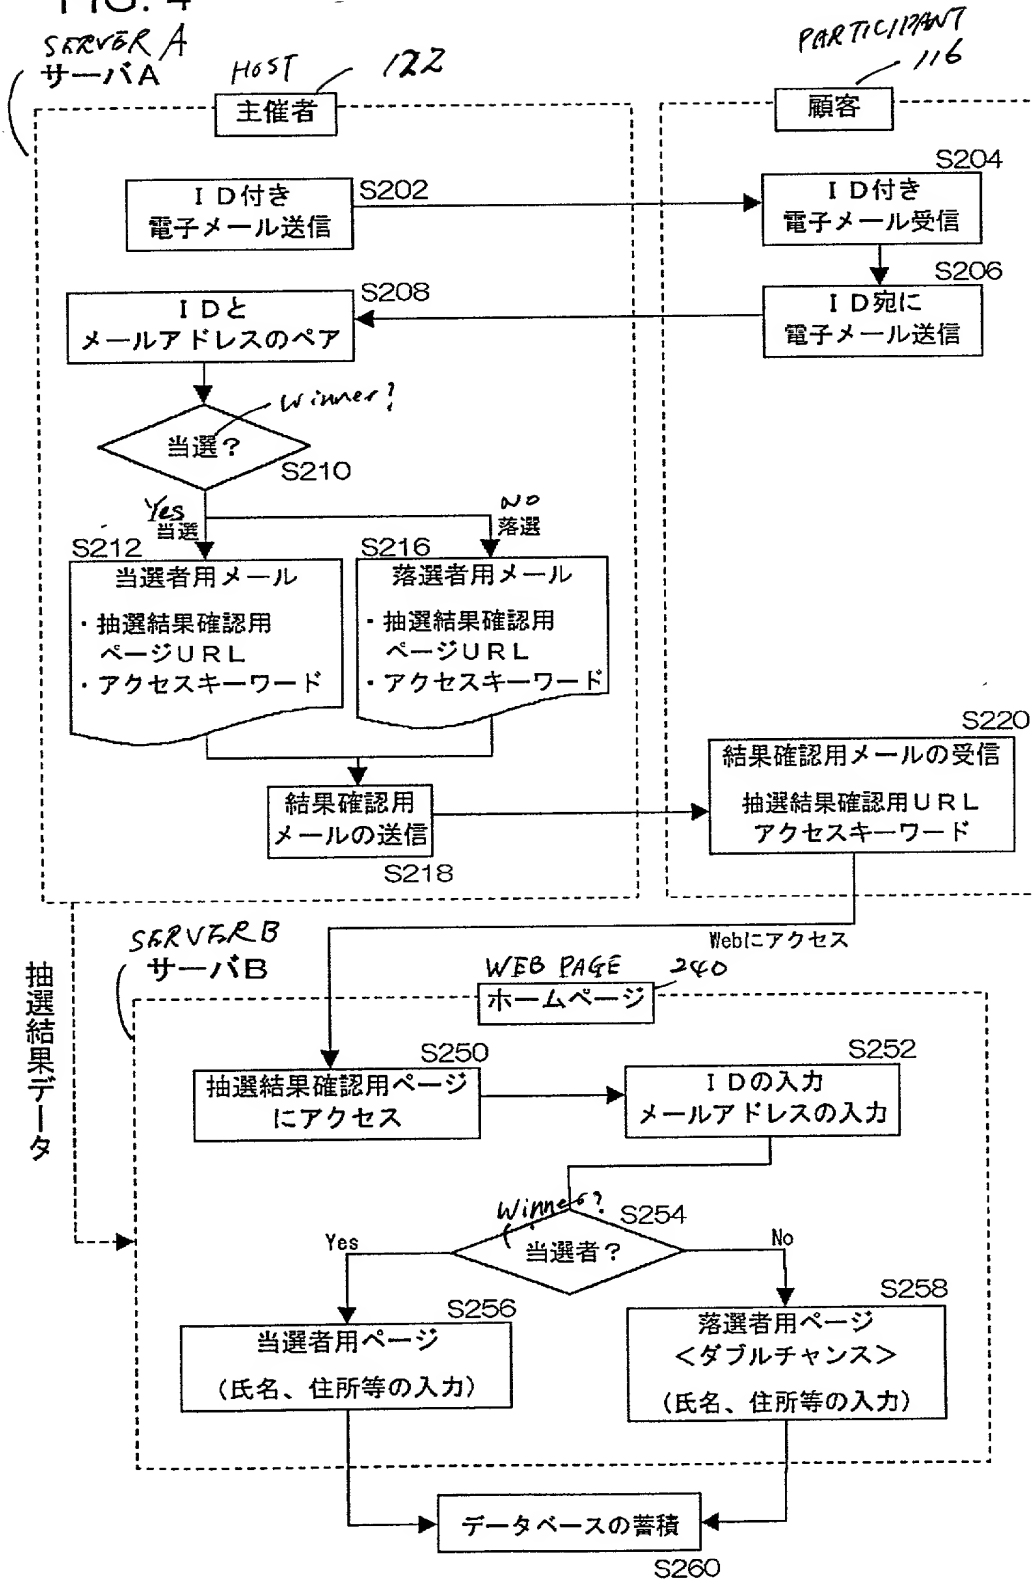 FIG. 4
SERVER A
サーバA
HOST
122
主催者
PARTICIPANT
116
顧客
S202
ID付き
電子メール送信
S204
ID付き
電子メール受信
S206
ID宛に
電子メール送信
S208
IDと
メールアドレスのペア
Winner?
当選?
S210
Yes
当選
NO
落選
S212
当選者用メール
・抽選結果確認用
ページURL
・アクセスキーワード
S216
落選者用メール
・抽選結果確認用
ページURL
・アクセスキーワード
結果確認用
メールの送信
S218
S220
結果確認用メールの受信
抽選結果確認用URL
アクセスキーワード
Webにアクセス
抽選結果データ
SERVER B
サーバB
WEB PAGE
240
ホームページ
S250
抽選結果確認用ページ
にアクセス
S252
IDの入力
メールアドレスの入力
Winner?
S254
当選者?
Yes
No
S256
当選者用ページ
(氏名、住所等の入力)
S258
落選者用ページ
<ダブルチャンス>
(氏名、住所等の入力)
データベースの蓄積
S260